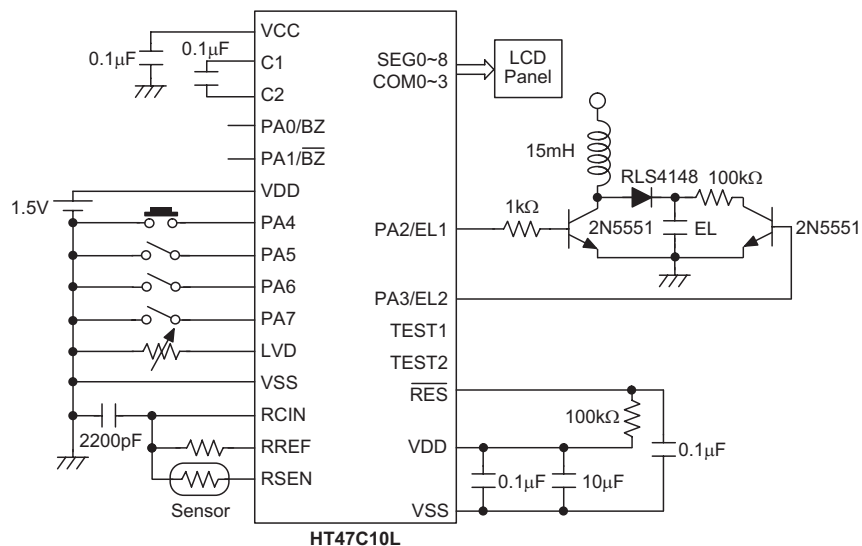 VCC
0.1μF
0.1μF
C1
C2
PA0/BZ
PA1/B̅Z̅
VDD
1.5V
PA4
PA5
PA6
PA7
LVD
VSS
RCIN
2200pF
RREF
RSEN
Sensor
SEG0~8
COM0~3
LCD
Panel
15mH
RLS4148
100kΩ
1kΩ
PA2/EL1
2N5551
EL
2N5551
PA3/EL2
TEST1
TEST2
R̅E̅S̅
100kΩ
VDD
0.1μF
10μF
0.1μF
VSS
HT47C10L